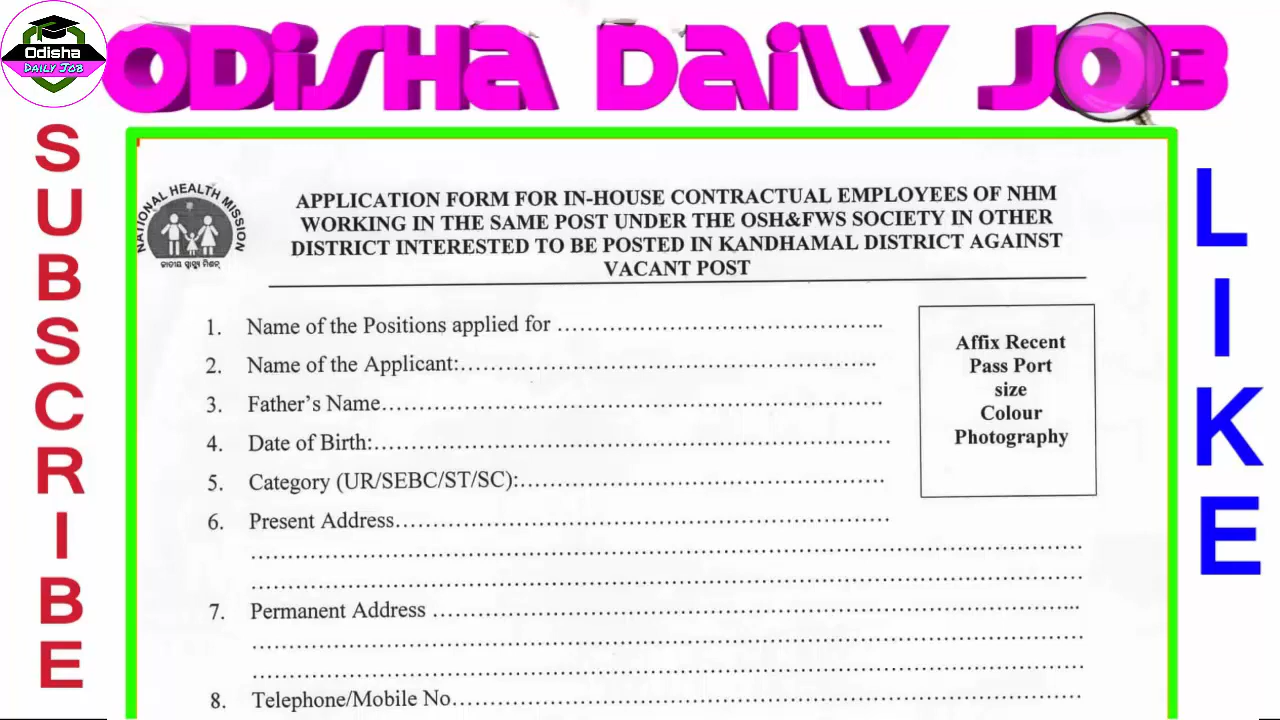 Odisha
DAILY JOB
ODiSHA DaiLY JOB
SUBSCRIBE
NATIONAL HEALTH MISSION
ଜାତୀୟ ସ୍ୱାସ୍ଥ୍ୟ ମିଶନ୍
APPLICATION FORM FOR IN-HOUSE CONTRACTUAL EMPLOYEES OF NHM
WORKING IN THE SAME POST UNDER THE OSH&FWS SOCIETY IN OTHER
DISTRICT INTERESTED TO BE POSTED IN KANDHAMAL DISTRICT AGAINST
VACANT POST
1. Name of the Positions applied for ……………………………………..
2. Name of the Applicant:………………………………………………..
3. Father's Name…………………………………………………………
4. Date of Birth:…………………………………………………………
5. Category (UR/SEBC/ST/SC):…………………………………………
6. Present Address………………………………………………………
……………………………………………………………………………………
……………………………………………………………………………………
7. Permanent Address ………………………………………………………...
……………………………………………………………………………………
……………………………………………………………………………………
8. Telephone/Mobile No……………………………………………………
Affix Recent
Pass Port
size
Colour
Photography
LIKE